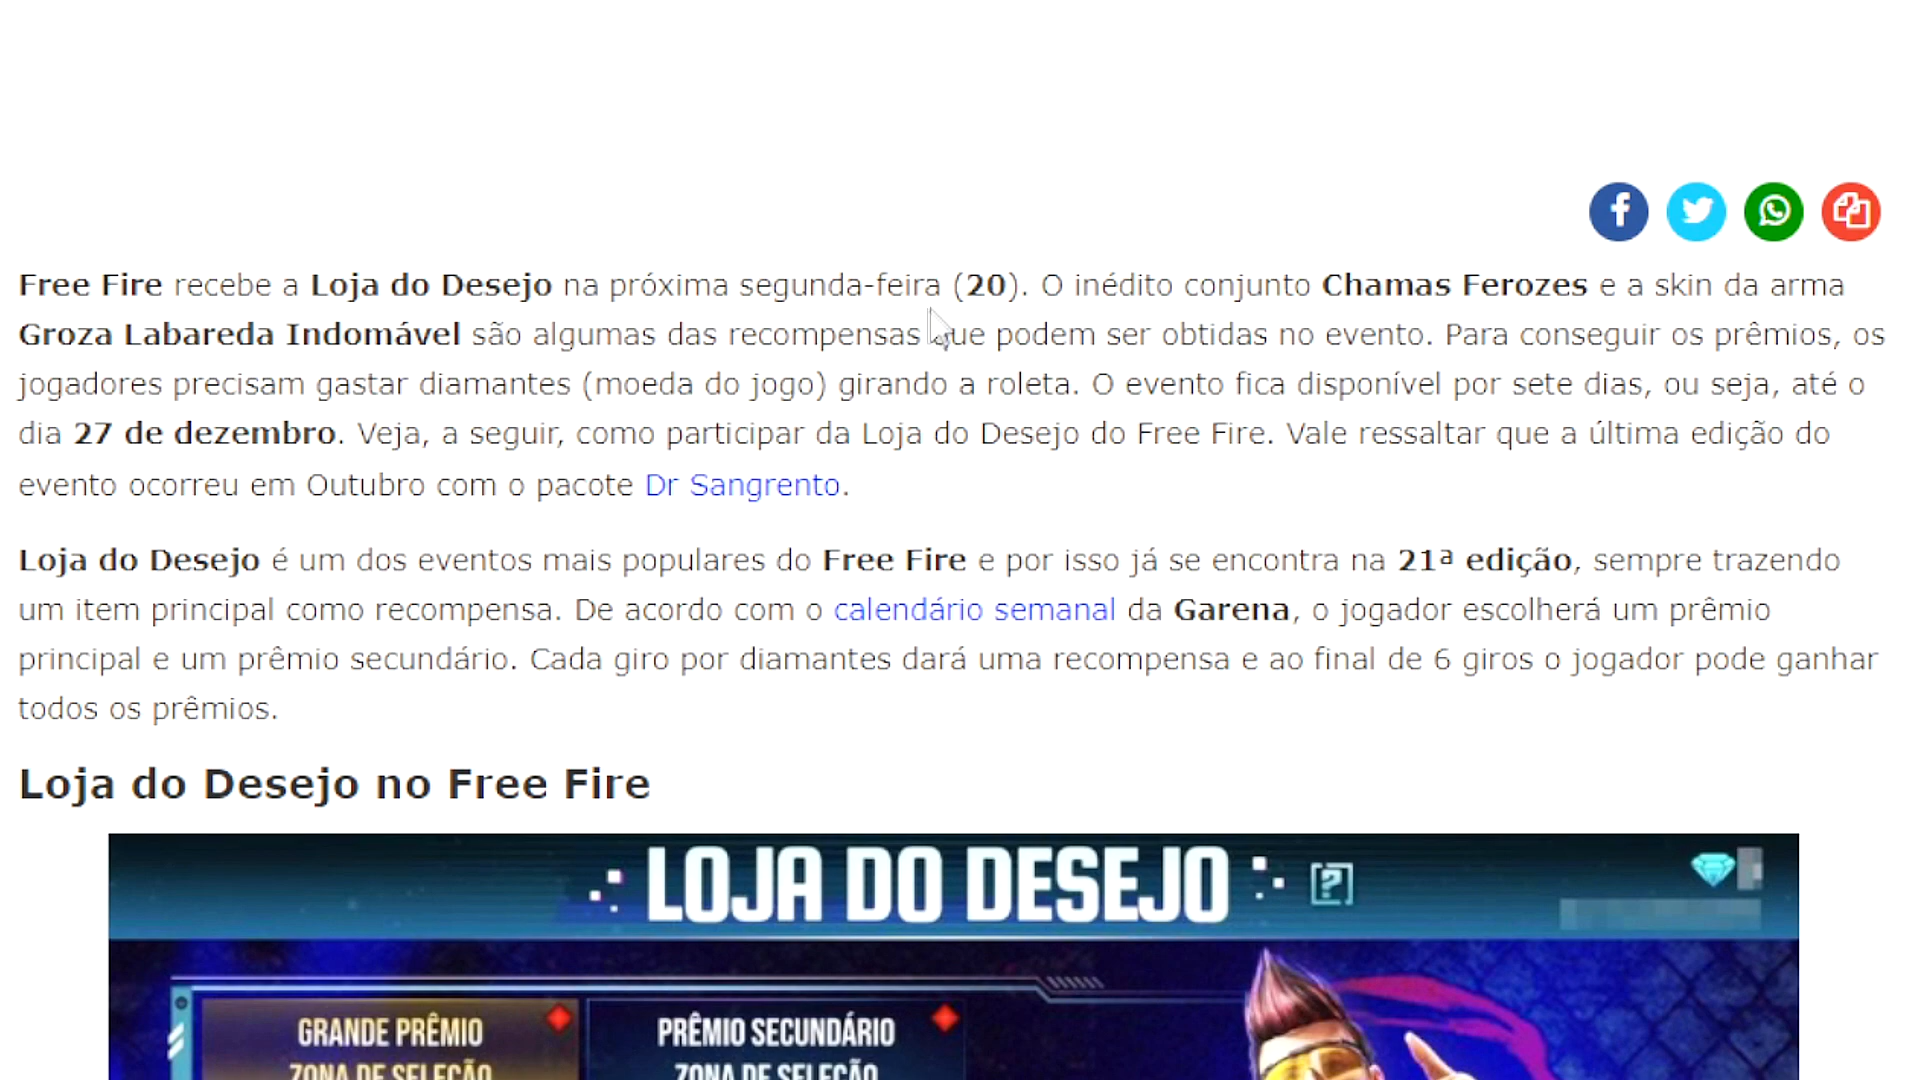 Free Fire recebe a Loja do Desejo na próxima segunda-feira (20). O inédito conjunto Chamas Ferozes e a skin da arma
Groza Labareda Indomável são algumas das recompensas que podem ser obtidas no evento. Para conseguir os prêmios, os
jogadores precisam gastar diamantes (moeda do jogo) girando a roleta. O evento fica disponível por sete dias, ou seja, até o
dia 27 de dezembro. Veja, a seguir, como participar da Loja do Desejo do Free Fire. Vale ressaltar que a última edição do
evento ocorreu em Outubro com o pacote Dr Sangrento.
Loja do Desejo é um dos eventos mais populares do Free Fire e por isso já se encontra na 21ª edição, sempre trazendo
um item principal como recompensa. De acordo com o calendário semanal da Garena, o jogador escolherá um prêmio
principal e um prêmio secundário. Cada giro por diamantes dará uma recompensa e ao final de 6 giros o jogador pode ganhar
todos os prêmios.
Loja do Desejo no Free Fire
LOJA DO DESEJO [?]
GRANDE PRÊMIO
ZONA DE SELEÇÃO
PRÊMIO SECUNDÁRIO
ZONA DE SELEÇÃO